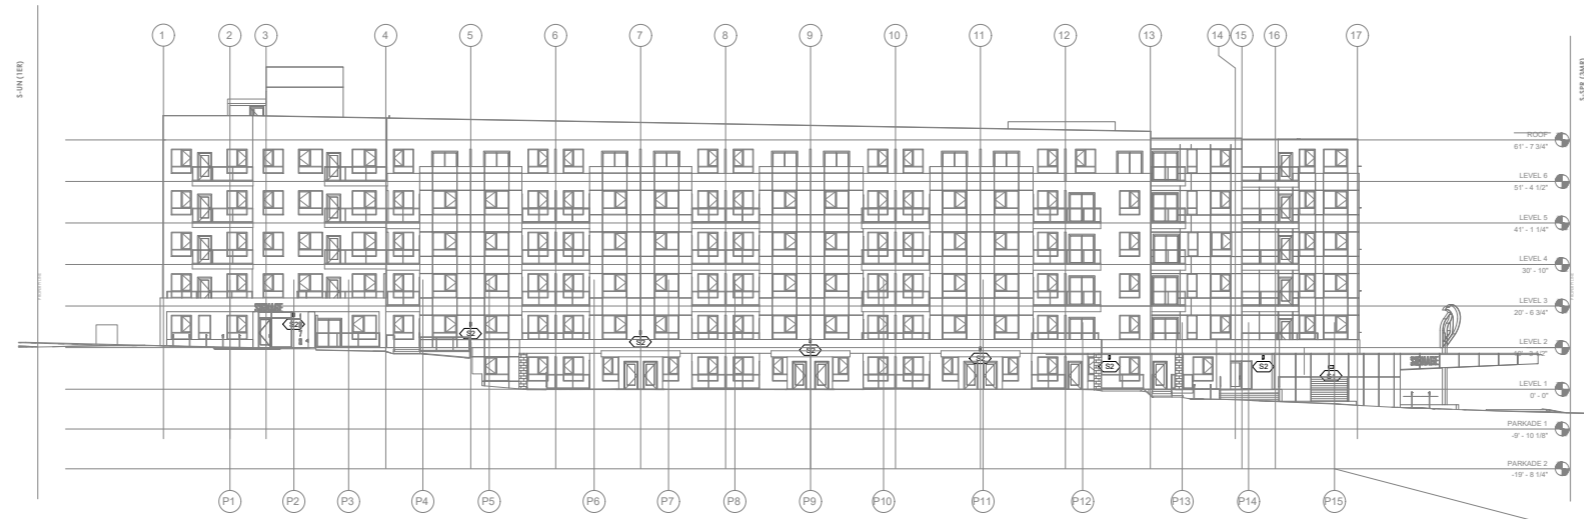 1 2 3 4 5 6 7 8 9 10 11 12 13 14 15 16 17
S-UN (1ER)
ROOF
61' - 7 3/4"
LEVEL 6
51' - 4 1/2"
LEVEL 5
41' - 1 1/4"
LEVEL 4
30' - 10"
LEVEL 3
20' - 6 3/4"
S2
S2
S2
S2
S2
LEVEL 2
S2
S2
LEVEL 1
0' - 0"
PARKADE 1
-9' - 10 1/8"
PARKADE 2
-19' - 8 1/4"
P1 P2 P3 P4 P5 P6 P7 P8 P9 P10 P11 P12 P13 P14 P15